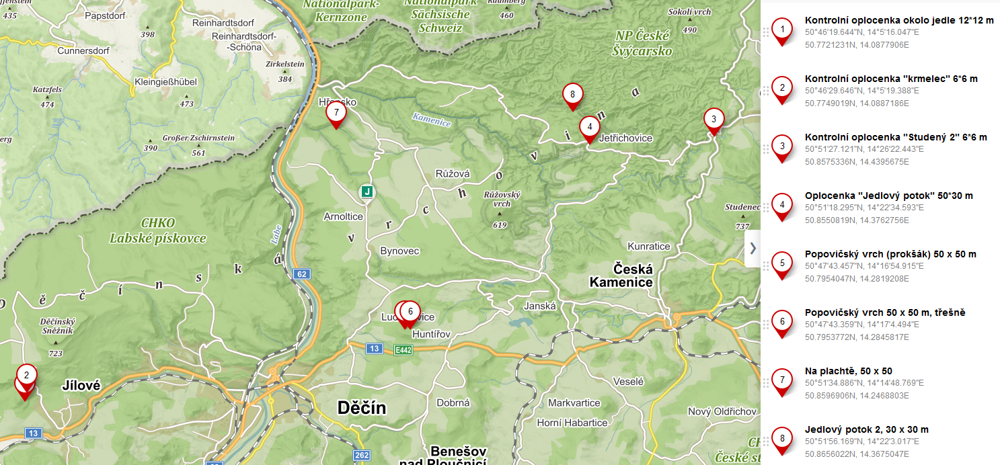 435
Papstdorf
398
Cunnersdorf
Kleingießhübel
Katzfels
474
473
Reinhardtsdorf
Reinhardtsdorf-
-Schöna
Zirkelstein
384
Nationalpark-
Kernzone
Nationalpark
Sächsische
Schweiz
460
Sokolí vrch
490
NP České
Švýcarsko
erg
390
Großer Zschirnstein
561
Hřensko
7
Kamenice
8
4
Jetřichovice
3
Růžová
J
Arnoltice
Růžovský
vrch
619
Studenec
737
CHKO
Labské pískovce
Labe
Děčínská vrchovina
Bynovec
Kunratice
Česká
Kamenice
62
Děčínský
Sněžník
723
6
Huntířov
Janská
13
E442
2
Jílové
13
Děčín
Dobrná
Veselé
Markvartice
Horní Habartice
Nový Oldřichov
262
Benešov
nad Ploučnicí
České st
1
Kontrolní oplocenka okolo jedle 12*12 m
50°46'19.644"N, 14°5'16.047"E
50.7721231N, 14.0877906E
2
Kontrolní oplocenka "krmelec" 6*6 m
50°46'29.646"N, 14°5'19.388"E
50.7749019N, 14.0887186E
3
Kontrolní oplocenka "Studený 2" 6*6 m
50°51'27.121"N, 14°26'22.443"E
50.8575336N, 14.4395675E
4
Oplocenka "Jedlový potok" 50*30 m
50°51'18.295"N, 14°22'34.593"E
50.8550819N, 14.3762756E
5
Popovičský vrch (prokšák) 50 x 50 m
50°47'43.457"N, 14°16'54.915"E
50.7954047N, 14.2819208E
6
Popovičský vrch 50 x 50 m, třešně
50°47'43.359"N, 14°17'4.494"E
50.7953772N, 14.2845817E
7
Na plachtě, 50 x 50
50°51'34.886"N, 14°14'48.769"E
50.8596906N, 14.2468803E
8
Jedlový potok 2, 30 x 30 m
50°51'56.169"N, 14°22'3.017"E
50.8656022N, 14.3675047E